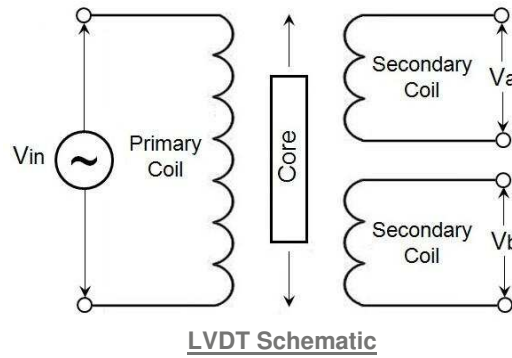 Secondary
Coil
Va
Vin
Primary
Coil
Core
Secondary
Coil
Vb
LVDT Schematic